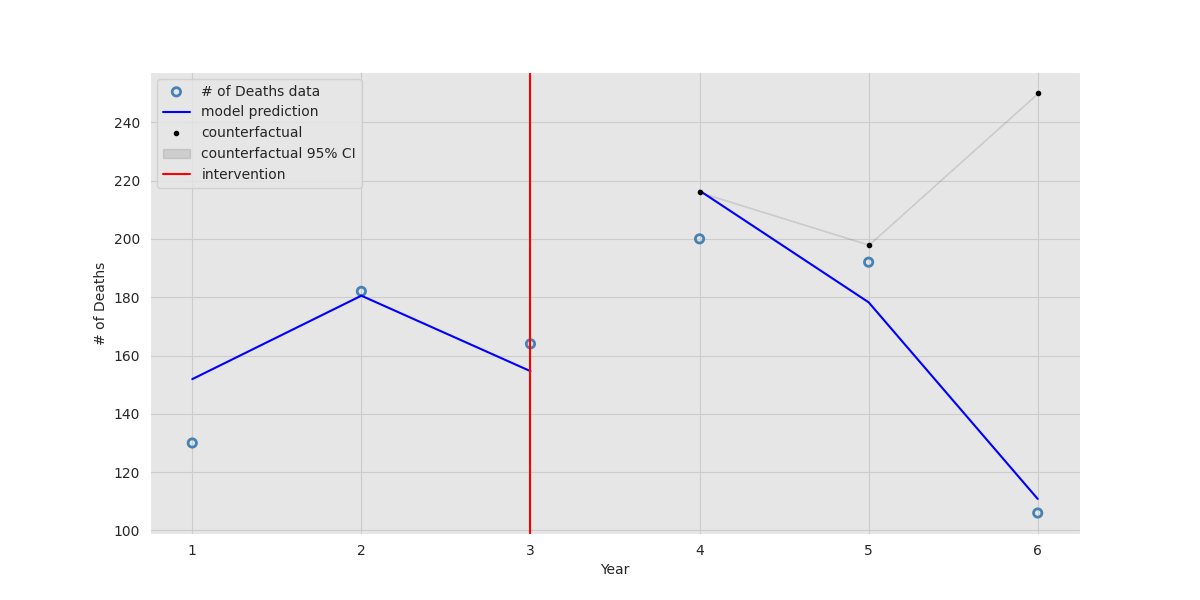 # of Deaths data
model prediction
counterfactual
counterfactual 95% CI
intervention
240
220
200
180
160
140
120
100
# of Deaths
1 2 3 4 5 6
Year